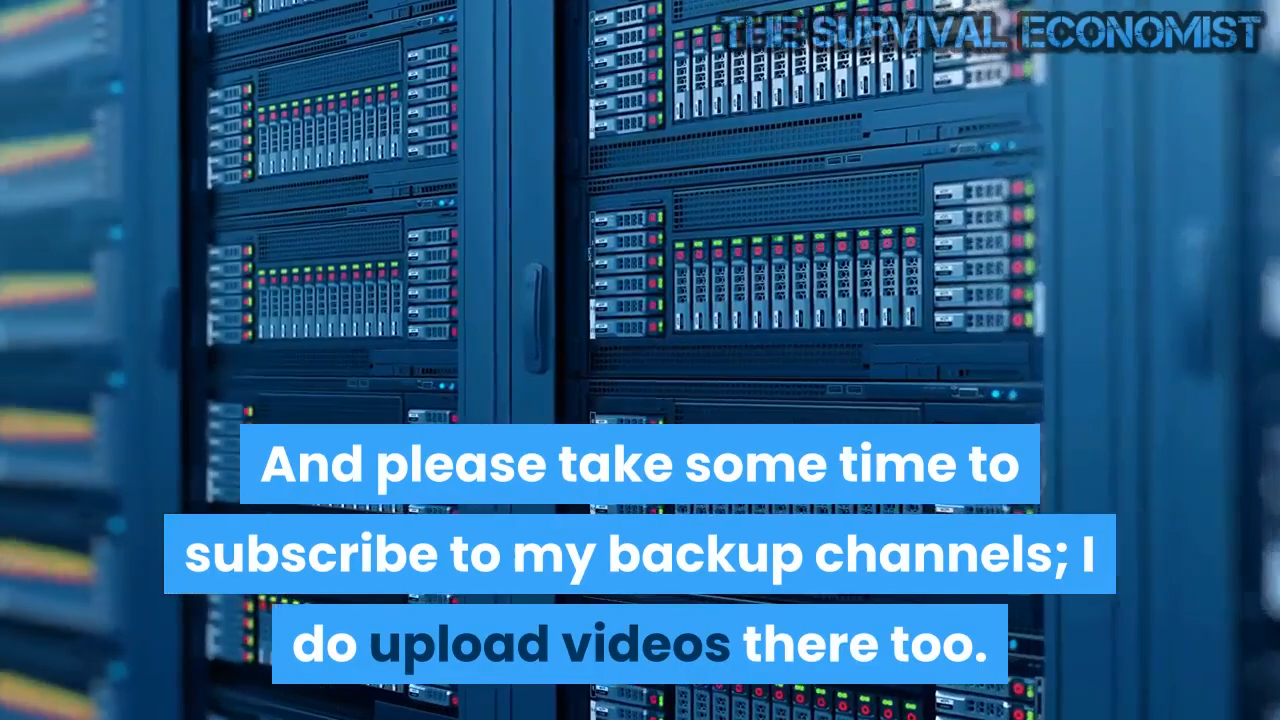 THE SURVIVAL ECONOMIST
And please take some time to
subscribe to my backup channels; I
do upload videos there too.